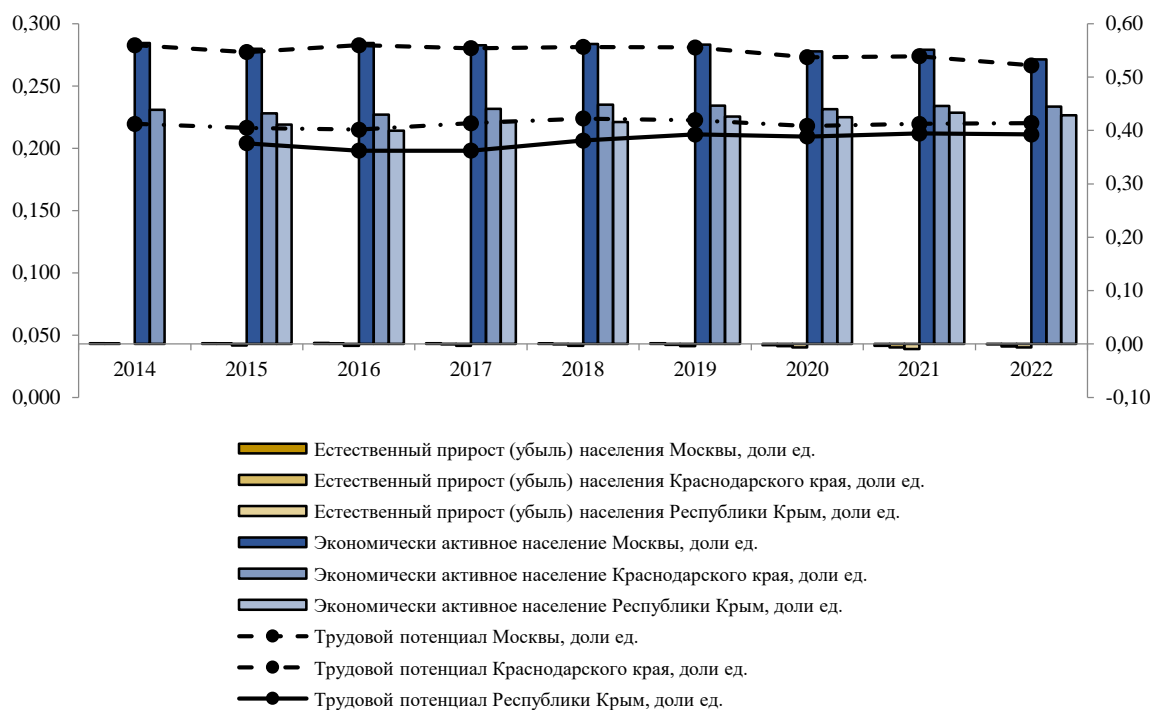 0,300
0,250
0,200
0,150
0,100
0,050
0,000
0,60
0,50
0,40
0,30
0,20
0,10
0,00
-0,10
2014 2015 2016 2017 2018 2019 2020 2021 2022
Естественный прирост (убыль) населения Москвы, доли ед.
Естественный прирост (убыль) населения Краснодарского края, доли ед.
Естественный прирост (убыль) населения Республики Крым, доли ед.
Экономически активное население Москвы, доли ед.
Экономически активное население Краснодарского края, доли ед.
Экономически активное население Республики Крым, доли ед.
Трудовой потенциал Москвы, доли ед.
Трудовой потенциал Краснодарского края, доли ед.
Трудовой потенциал Республики Крым, доли ед.